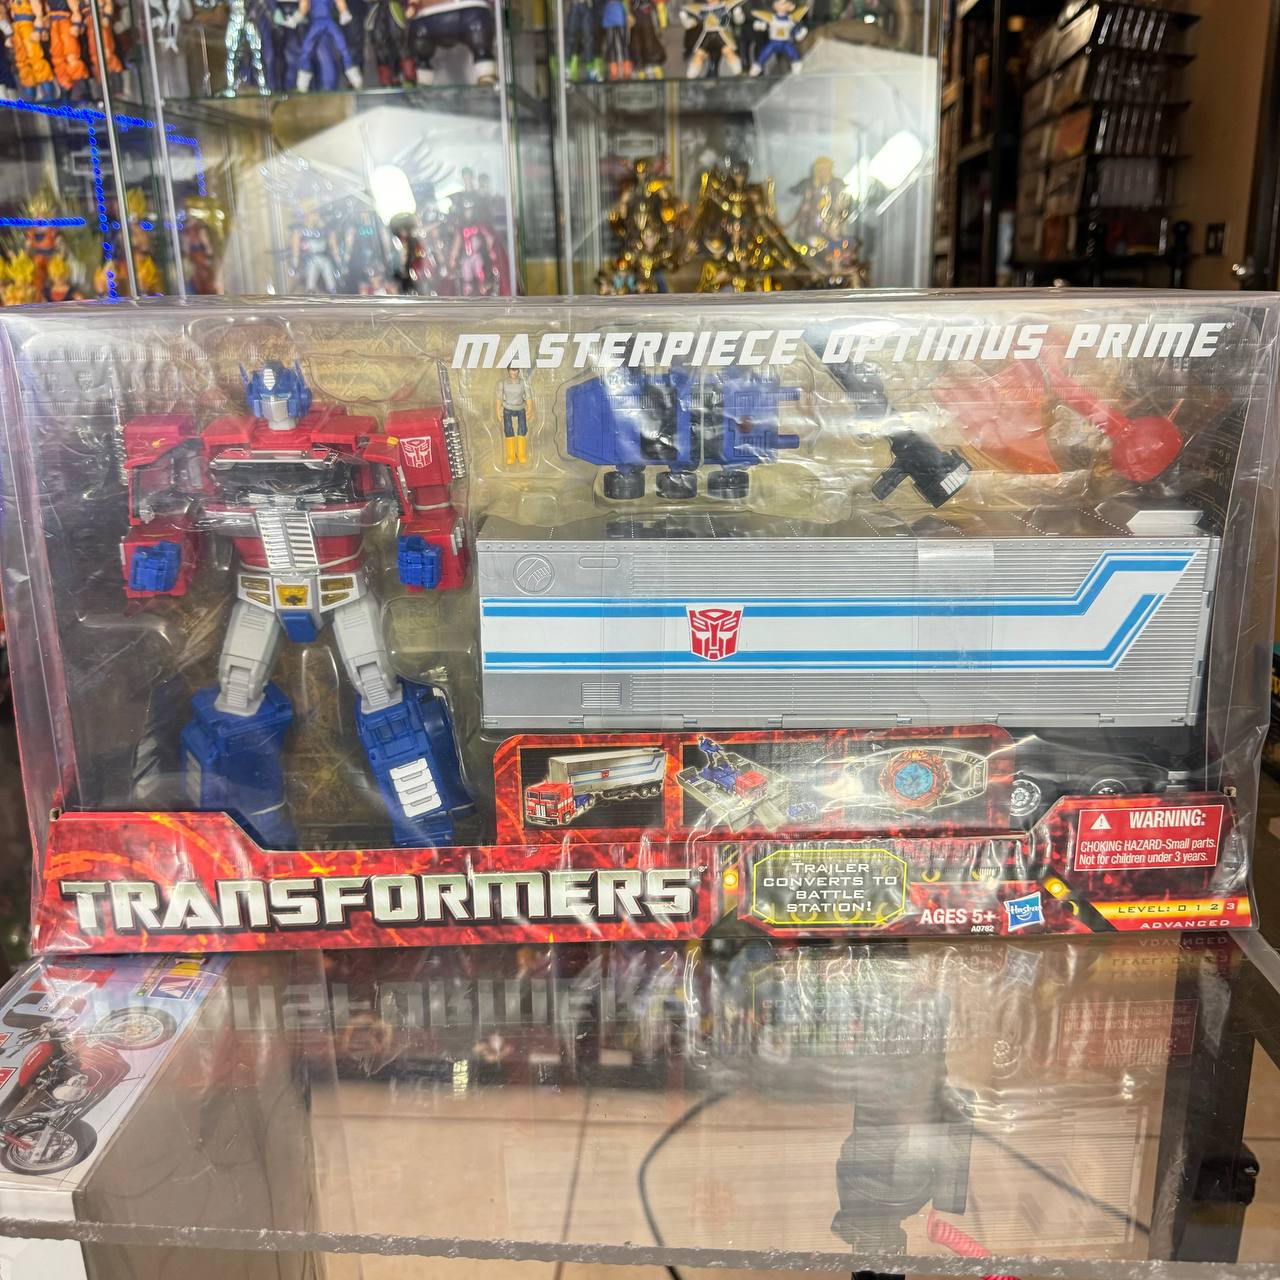 MASTERPIECE OPTIMUS PRIME
TRANSFORMERS
TRAILER
CONVERTS TO
BATTLE
STATION!
AGES 5+
A0782
Hasbro
WARNING:
CHOKING HAZARD-Small parts.
Not for children under 3 years.
LEVEL: 0 1 2 3
ADVANCED